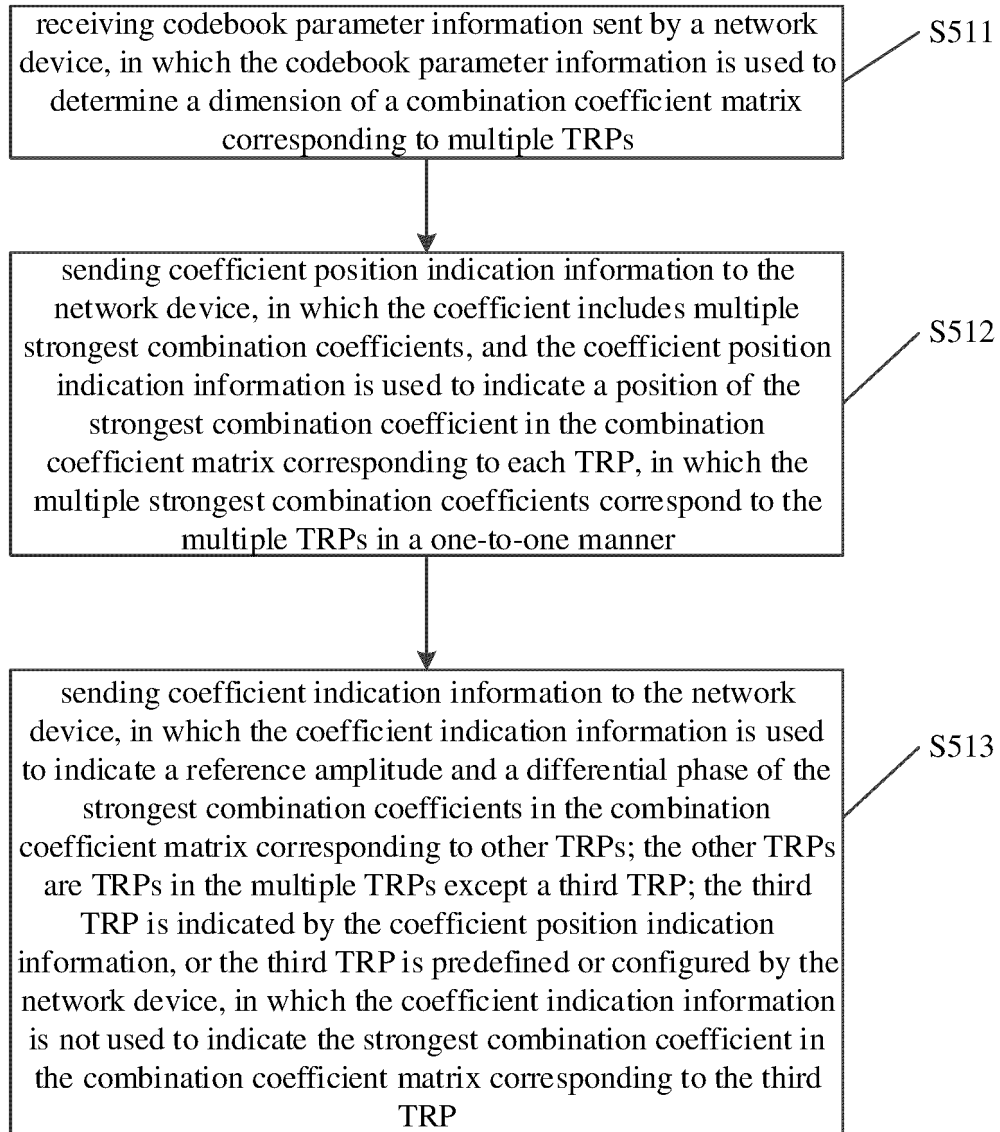 receiving codebook parameter information sent by a network
device, in which the codebook parameter information is used to
determine a dimension of a combination coefficient matrix
corresponding to multiple TRPs
S511
sending coefficient position indication information to the
network device, in which the coefficient includes multiple
strongest combination coefficients, and the coefficient position
indication information is used to indicate a position of the
strongest combination coefficient in the combination
coefficient matrix corresponding to each TRP, in which the
multiple strongest combination coefficients correspond to the
multiple TRPs in a one-to-one manner
S512
sending coefficient indication information to the network
device, in which the coefficient indication information is used
to indicate a reference amplitude and a differential phase of the
strongest combination coefficients in the combination
coefficient matrix corresponding to other TRPs; the other TRPs
are TRPs in the multiple TRPs except a third TRP; the third
TRP is indicated by the coefficient position indication
information, or the third TRP is predefined or configured by the
network device, in which the coefficient indication information
is not used to indicate the strongest combination coefficient in
the combination coefficient matrix corresponding to the third
TRP
S513